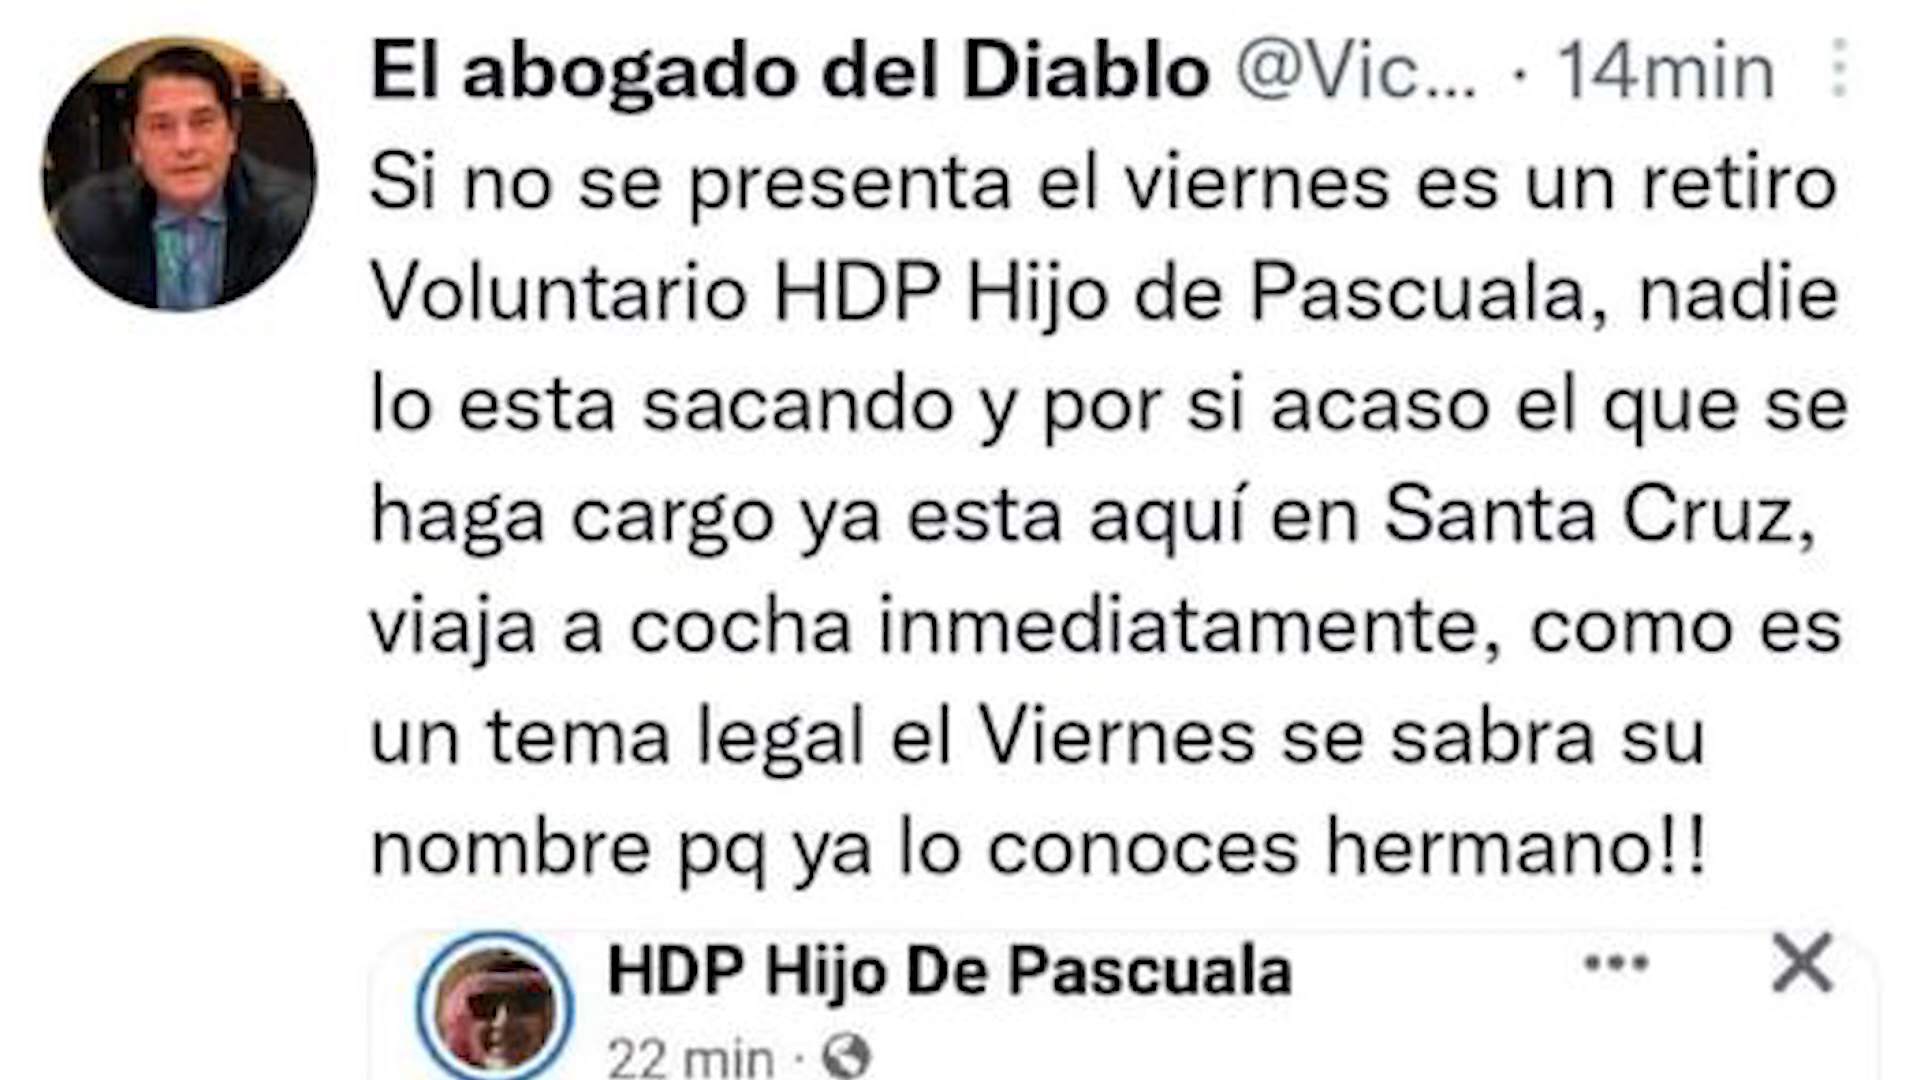 El abogado del Diablo @Vic... · 14min
Si no se presenta el viernes es un retiro
Voluntario HDP Hijo de Pascuala, nadie
lo esta sacando y por si acaso el que se
haga cargo ya esta aquí en Santa Cruz,
viaja a cocha inmediatamente, como es
un tema legal el Viernes se sabra su
nombre pq ya lo conoces hermano!!
HDP Hijo De Pascuala
22 min ·